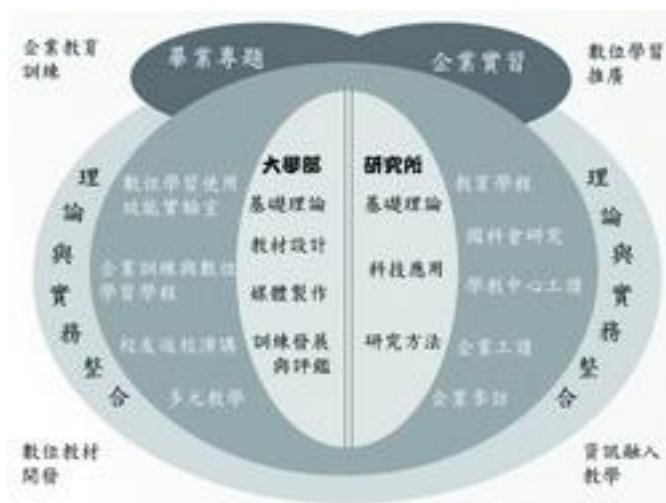 企業教育
訓練
畢業專題
企業實習
數位學習
推廣
理論與實務整合
數位學習使用
技能實驗室
企業訓練與數位
學習學程
校友返校演講
多元教學
大學部
基礎理論
教材設計
媒體製作
訓練發展
與評鑑
研究所
基礎理論
科技應用
研究方法
教育學程
國科會研究
學教中心工讀
企業工讀
企業參訪
理論與實務整合
數位教材
開發
資訊融入
教學